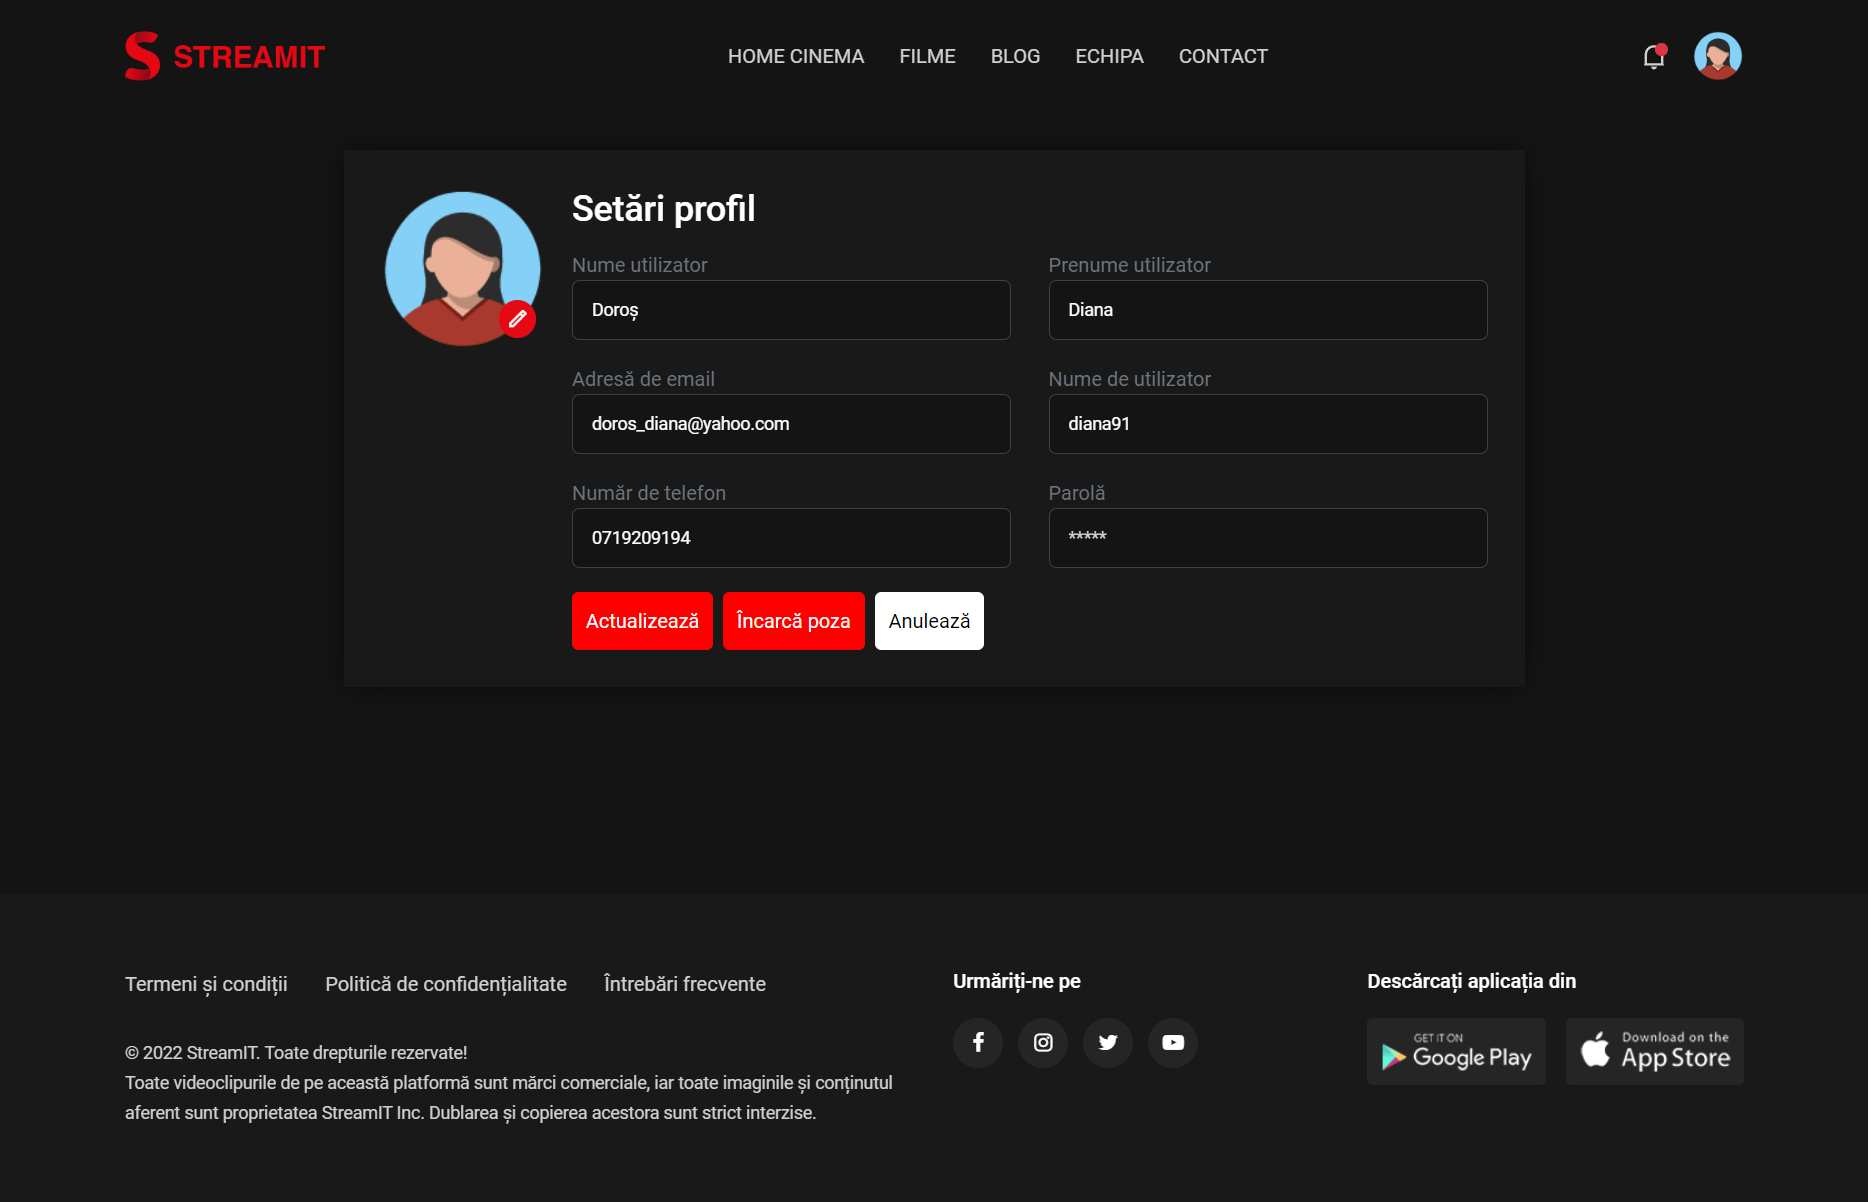 STREAMIT
HOME CINEMA FILME BLOG ECHIPA CONTACT
Setări profil
Nume utilizator
Doroș
Prenume utilizator
Diana
Adresă de email
doros_diana@yahoo.com
Nume de utilizator
diana91
Număr de telefon
0719209194
Parolă
*****
Actualizează Încarcă poza Anulează
Termeni și condiții Politică de confidențialitate Întrebări frecvente
© 2022 StreamIT. Toate drepturile rezervate!
Toate videoclipurile de pe această platformă sunt mărci comerciale, iar toate imaginile și conținutul
aferent sunt proprietatea StreamIT Inc. Dublarea și copierea acestora sunt strict interzise.
Urmăriți-ne pe
Descărcați aplicația din
GET IT ON
Google Play
Download on the
App Store